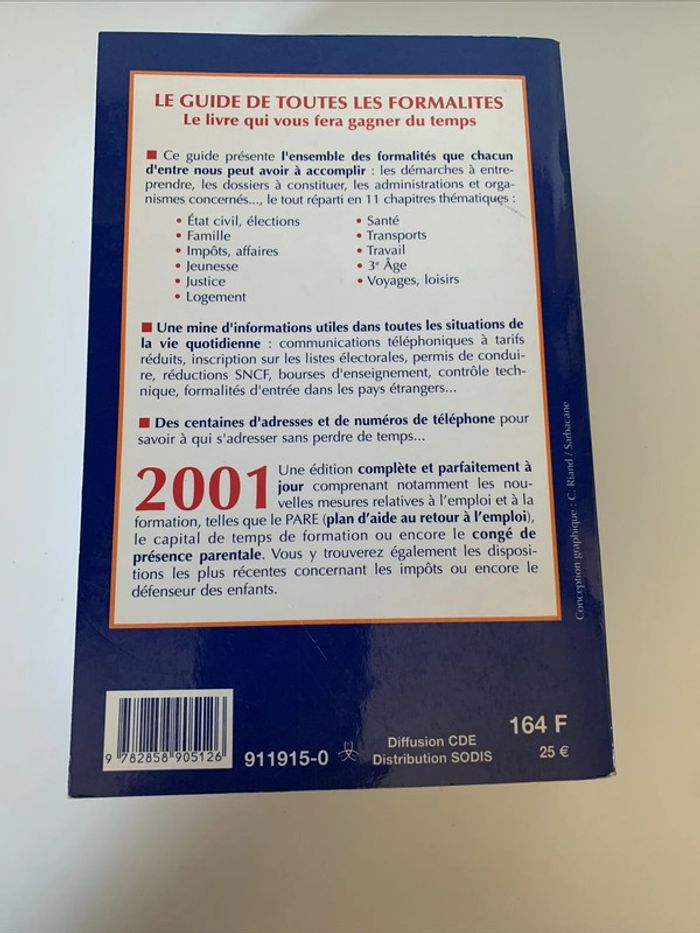 LE GUIDE DE TOUTES LES FORMALITES
Le livre qui vous fera gagner du temps
■ Ce guide présente l'ensemble des formalités que chacun
d'entre nous peut avoir à accomplir : les démarches à entre-
prendre, les dossiers à constituer, les administrations et orga-
nismes concernés..., le tout réparti en 11 chapitres thématiques :
• État civil, élections
• Famille
• Impôts, affaires
• Jeunesse
• Justice
• Logement
• Santé
• Transports
• Travail
• 3e Âge
• Voyages, loisirs
■ Une mine d'informations utiles dans toutes les situations de
la vie quotidienne : communications téléphoniques à tarifs
réduits, inscription sur les listes électorales, permis de condui-
re, réductions SNCF, bourses d'enseignement, contrôle tech-
nique, formalités d'entrée dans les pays étrangers...
■ Des centaines d'adresses et de numéros de téléphone pour
savoir à qui s'adresser sans perdre de temps...
2001 Une édition complète et parfaitement à
jour comprenant notamment les nou-
velles mesures relatives à l'emploi et à la
formation, telles que le PARE (plan d'aide au retour à l'emploi),
le capital de temps de formation ou encore le congé de
présence parentale. Vous y trouverez également les disposi-
tions les plus récentes concernant les impôts ou encore le
défenseur des enfants.
Conception graphique : C. Riand / Sarbacane
9 782858 905126
911915-0
Diffusion CDE
Distribution SODIS
164 F
25 €